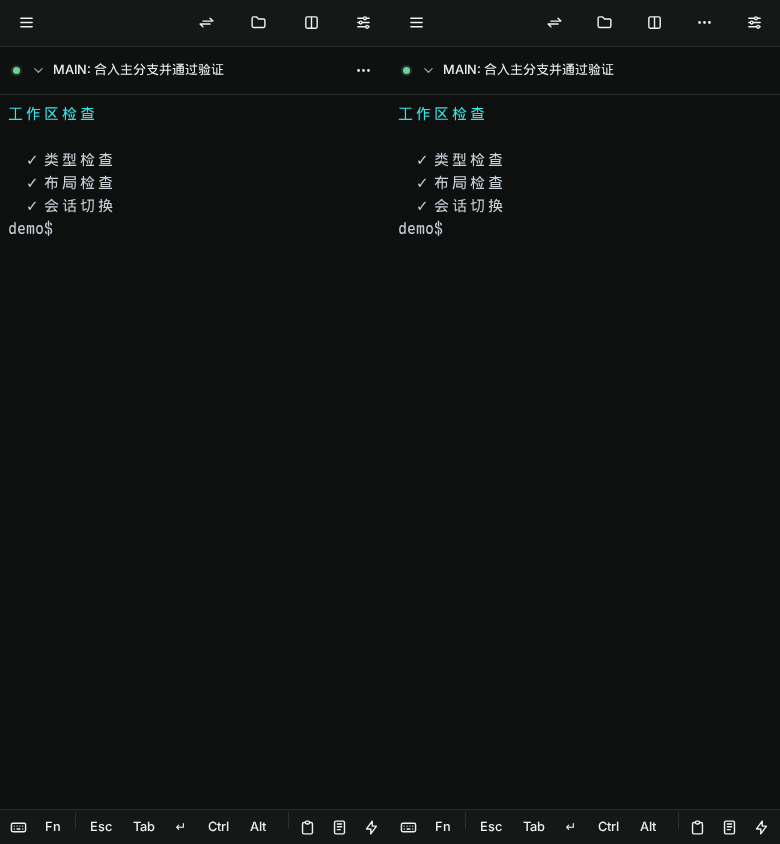 MAIN: 合入主分支并通过验证
工作区检查
✓ 类型检查
✓ 布局检查
✓ 会话切换
demo$
Fn Esc Tab ↵ Ctrl Alt
MAIN: 合入主分支并通过验证
工作区检查
✓ 类型检查
✓ 布局检查
✓ 会话切换
demo$
Fn Esc Tab ↵ Ctrl Alt